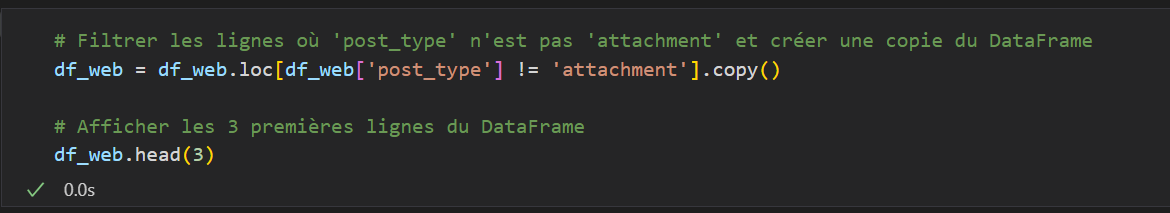 # Filtrer les lignes où 'post_type' n'est pas 'attachment' et créer une copie du DataFrame
df_web = df_web.loc[df_web['post_type'] != 'attachment'].copy()
# Afficher les 3 premières lignes du DataFrame
df_web.head(3)
0.0s